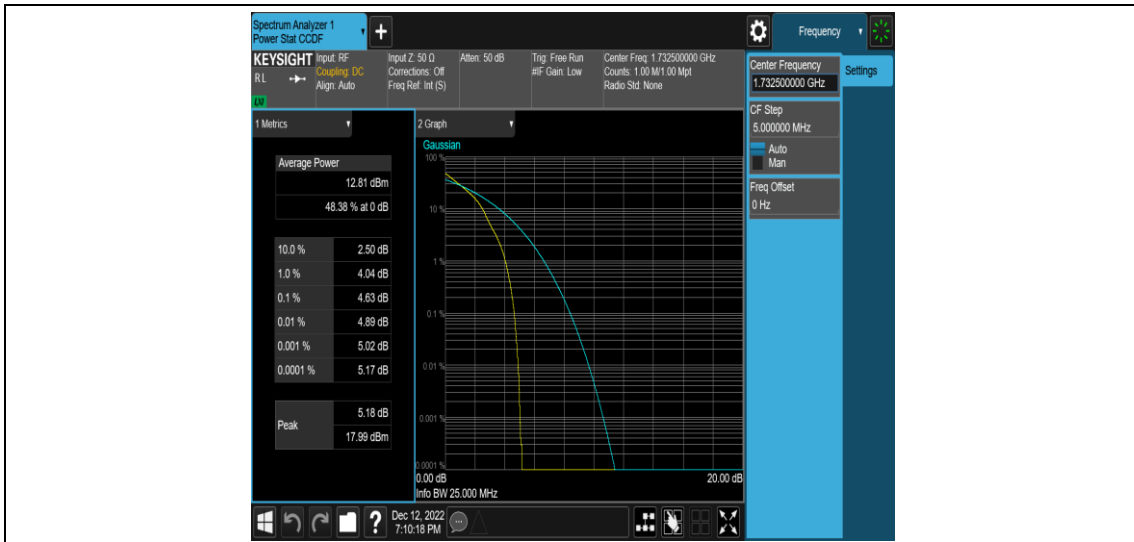 Spectrum Analyzer 1
Power Stat CCDF
Frequency
KEYSIGHT
RL
LXI
Input: RF
Coupling: DC
Align: Auto
Input Z: 50 Ω
Corrections: Off
Freq Ref: Int (S)
Atten: 50 dB
Trig: Free Run
#IF Gain: Low
Center Freq: 1.732500000 GHz
Counts: 1.00 M/1.00 Mpt
Radio Std: None
Center Frequency
1.732500000 GHz
Settings
CF Step
5.000000 MHz
Auto
Man
Freq Offset
0 Hz
1 Metrics
Average Power
12.81 dBm
48.38 % at 0 dB
10.0 % 2.50 dB
1.0 % 4.04 dB
0.1 % 4.63 dB
0.01 % 4.89 dB
0.001 % 5.02 dB
0.0001 % 5.17 dB
Peak 5.18 dB
17.99 dBm
2 Graph
Gaussian
100 %
10 %
1 %
0.1 %
0.01 %
0.001 %
0.0001 %
0.00 dB 20.00 dB
Info BW 25.000 MHz
?
Dec 12, 2022
7:10:18 PM